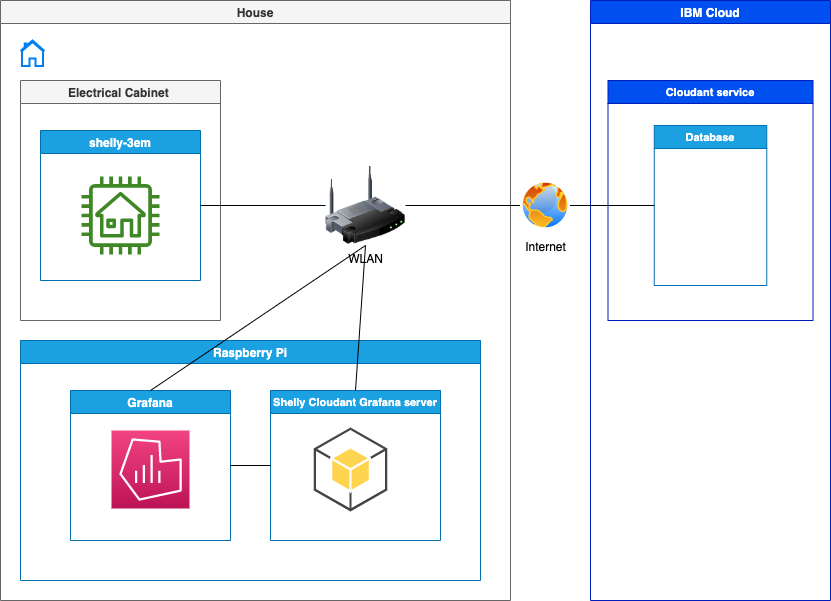 House
IBM Cloud
Electrical Cabinet
Cloudant service
shelly-3em
Database
Internet
WLAN
Raspberry Pi
Grafana
Shelly Cloudant Grafana server